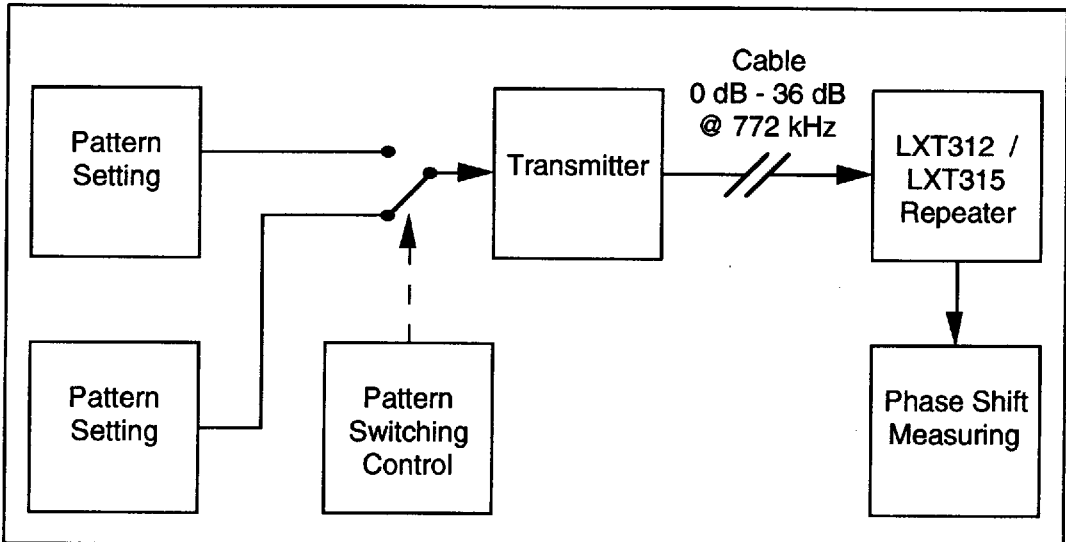 Pattern
Setting
Transmitter
Cable
0 dB - 36 dB
@ 772 kHz
LXT312 /
LXT315
Repeater
Pattern
Setting
Pattern
Switching
Control
Phase Shift
Measuring